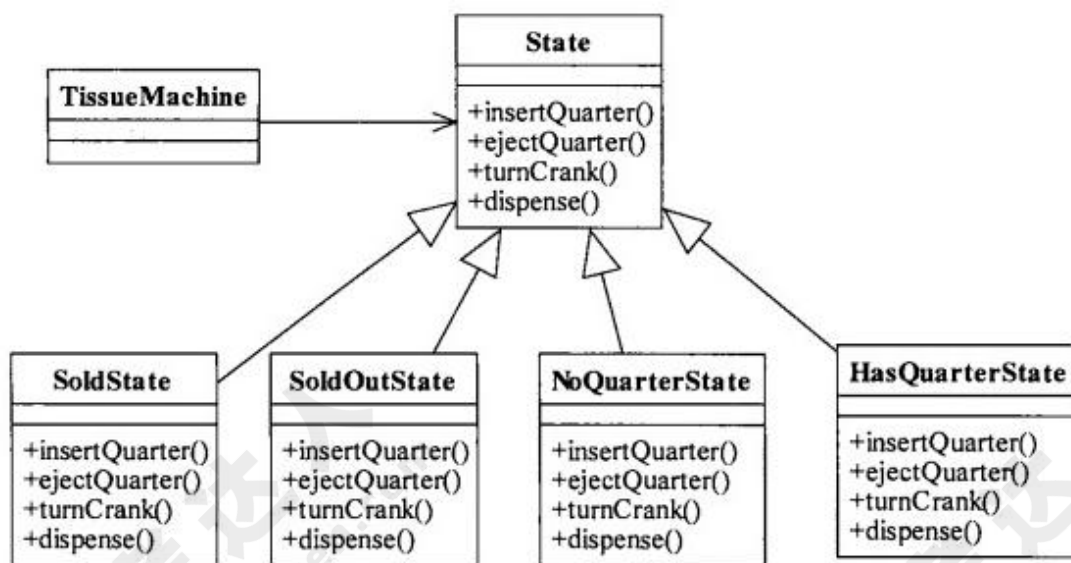 State
+insertQuarter()
+ejectQuarter()
+turnCrank()
+dispense()
TissueMachine
SoldState
+insertQuarter()
+ejectQuarter()
+turnCrank()
+dispense()
SoldOutState
+insertQuarter()
+ejectQuarter()
+turnCrank()
+dispense()
NoQuarterState
+insertQuarter()
+ejectQuarter()
+turnCrank()
+dispense()
HasQuarterState
+insertQuarter()
+ejectQuarter()
+turnCrank()
+dispense()